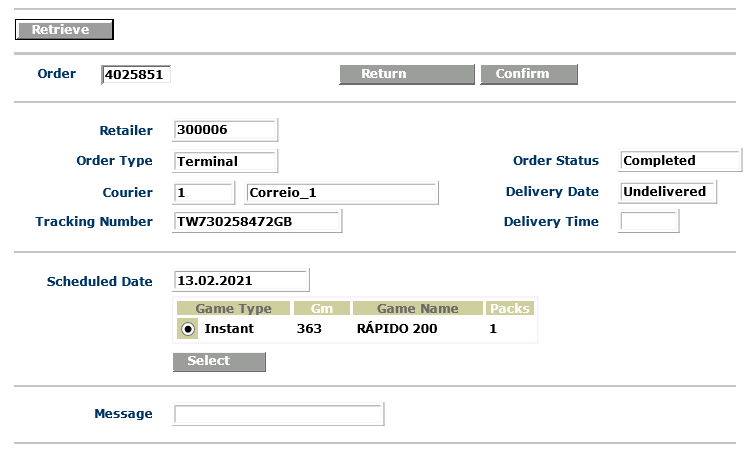 Retrieve
Order 4025851 Return Confirm
Retailer 300006
Order Type Terminal Order Status Completed
Courier 1 Correio_1 Delivery Date Undelivered
Tracking Number TW730258472GB Delivery Time
Scheduled Date 13.02.2021
Game Type Gm Game Name Packs
Instant 363 RÁPIDO 200 1
Select
Message